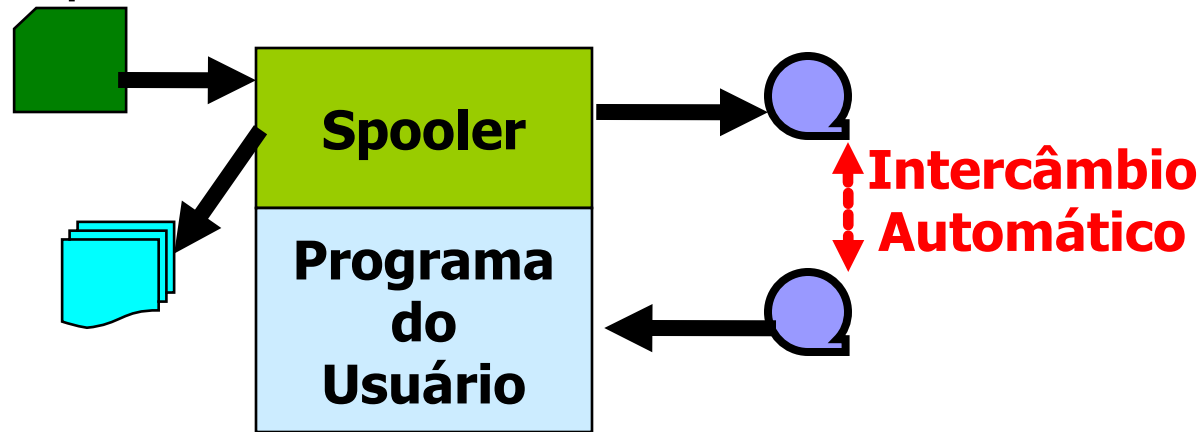 Spooler
Intercâmbio
Automático
Programa
do
Usuário